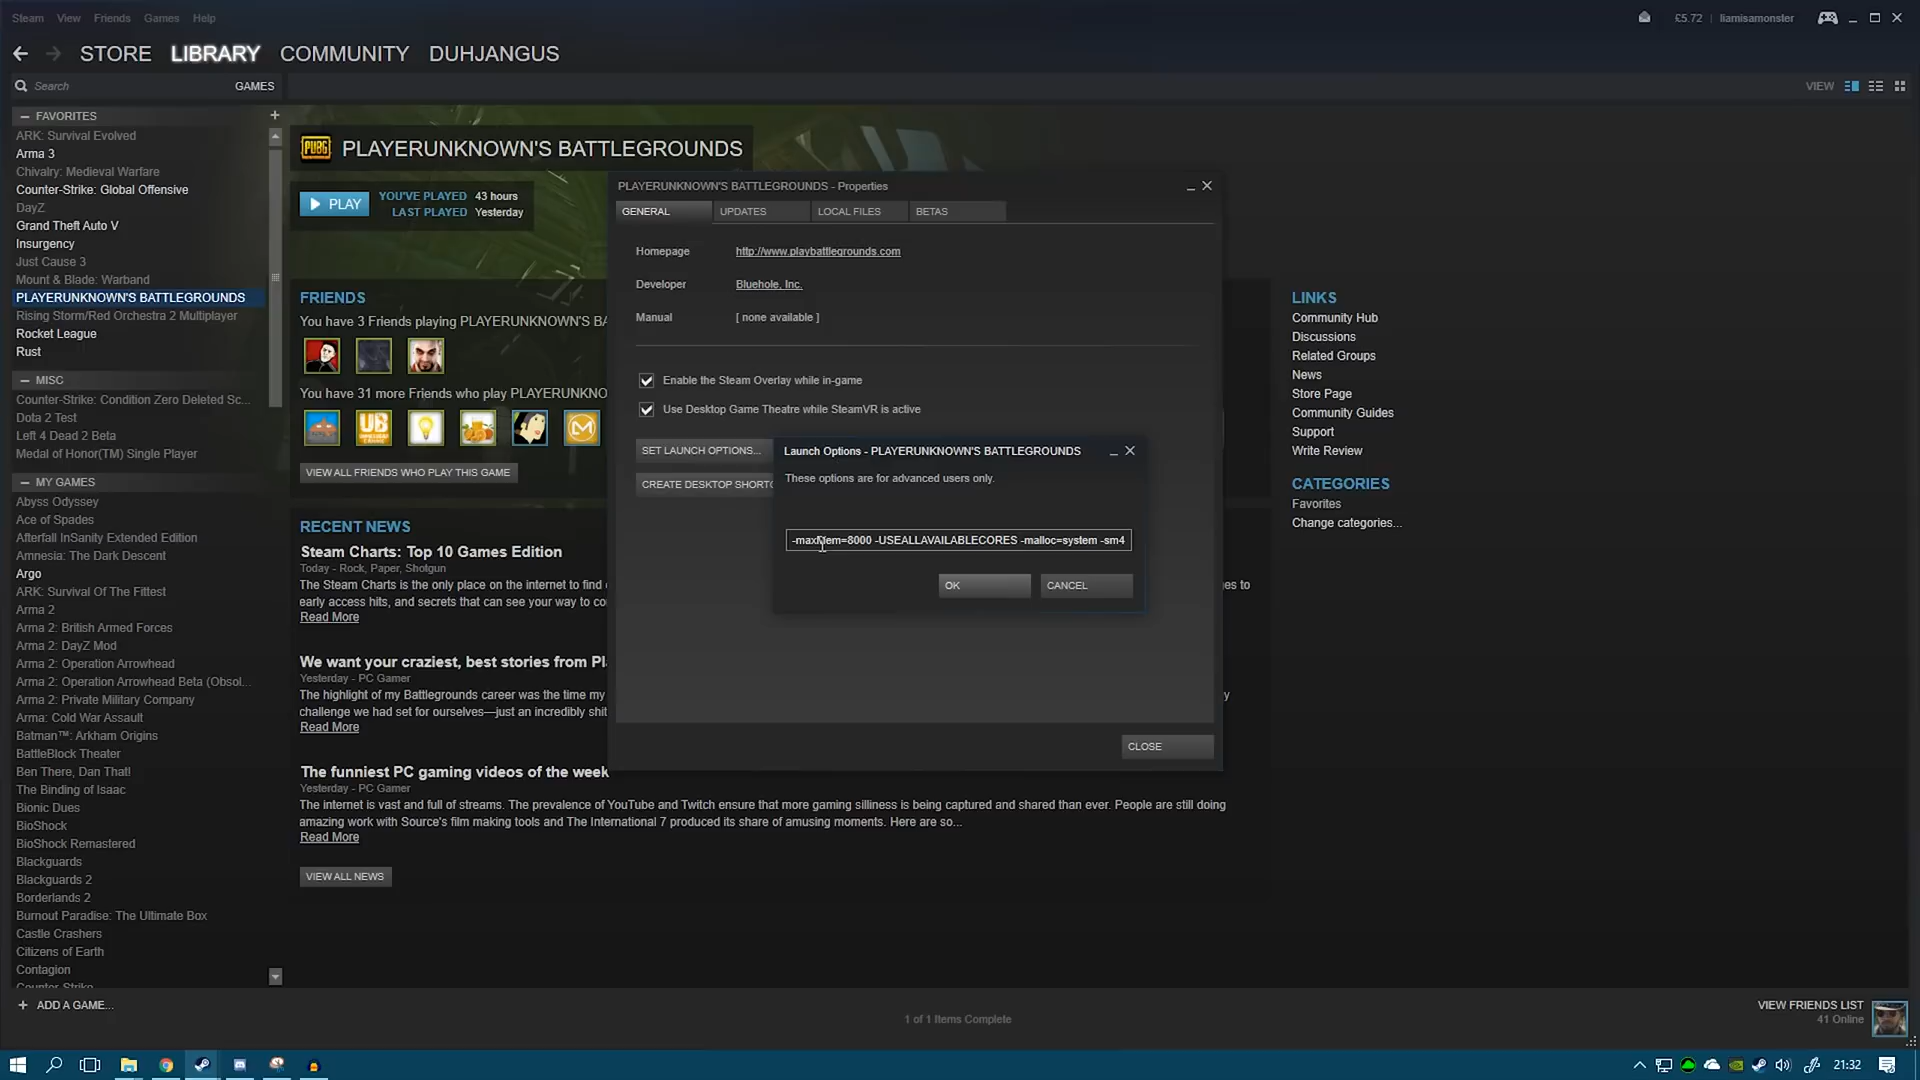 Steam View Friends Games Help
£5.72 | liamisamonster
STORE LIBRARY COMMUNITY DUHJANGUS
Search GAMES
VIEW
FAVORITES
ARK: Survival Evolved
Arma 3
Chivalry: Medieval Warfare
Counter-Strike: Global Offensive
DayZ
Grand Theft Auto V
Insurgency
Just Cause 3
Mount & Blade: Warband
PLAYERUNKNOWN'S BATTLEGROUNDS
Rising Storm/Red Orchestra 2 Multiplayer
Rocket League
Rust
MISC
Counter-Strike: Condition Zero Deleted Sc...
Dota 2 Test
Left 4 Dead 2 Beta
Medal of Honor(TM) Single Player
MY GAMES
Abyss Odyssey
Ace of Spades
Afterfall InSanity Extended Edition
Amnesia: The Dark Descent
Argo
ARK: Survival Of The Fittest
Arma 2
Arma 2: British Armed Forces
Arma 2: DayZ Mod
Arma 2: Operation Arrowhead
Arma 2: Operation Arrowhead Beta (Obsol...
Arma 2: Private Military Company
Arma: Cold War Assault
Batman™: Arkham Origins
BattleBlock Theater
Ben There, Dan That!
The Binding of Isaac
Bionic Dues
BioShock
BioShock Remastered
Blackguards
Blackguards 2
Borderlands 2
Burnout Paradise: The Ultimate Box
Castle Crashers
Citizens of Earth
Contagion
Counter-Strike
ADD A GAME...
PUBG
PLAYERUNKNOWN'S BATTLEGROUNDS
PLAY
YOU'VE PLAYED 43 hours
LAST PLAYED Yesterday
FRIENDS
You have 3 Friends playing PLAYERUNKNOWN'S BA
You have 31 more Friends who play PLAYERUNKNO
UB
VIEW ALL FRIENDS WHO PLAY THIS GAME
RECENT NEWS
Steam Charts: Top 10 Games Edition
Today - Rock, Paper, Shotgun
The Steam Charts is the only place on the internet to find
es to
early access hits, and secrets that can see your way to co
Read More
We want your craziest, best stories from Pl
Yesterday - PC Gamer
The highlight of my Battlegrounds career was the time my
y
challenge we had set for ourselves—just an incredibly shit
Read More
The funniest PC gaming videos of the week
Yesterday - PC Gamer
The internet is vast and full of streams. The prevalence of YouTube and Twitch ensure that more gaming silliness is being captured and shared than ever. People are still doing
amazing work with Source's film making tools and The International 7 produced its share of amusing moments. Here are so...
Read More
VIEW ALL NEWS
PLAYERUNKNOWN'S BATTLEGROUNDS - Properties
GENERAL UPDATES LOCAL FILES BETAS
Homepage http://www.playbattlegrounds.com
Developer Bluehole, Inc.
Manual [ none available ]
Enable the Steam Overlay while in-game
Use Desktop Game Theatre while SteamVR is active
SET LAUNCH OPTIONS...
CREATE DESKTOP SHORTC
Launch Options - PLAYERUNKNOWN'S BATTLEGROUNDS
These options are for advanced users only.
-maxMem=8000 -USEALLAVAILABLECORES -malloc=system -sm4
OK CANCEL
CLOSE
LINKS
Community Hub
Discussions
Related Groups
News
Store Page
Community Guides
Support
Write Review
CATEGORIES
Favorites
Change categories...
1 of 1 Items Complete
VIEW FRIENDS LIST
41 Online
21:32